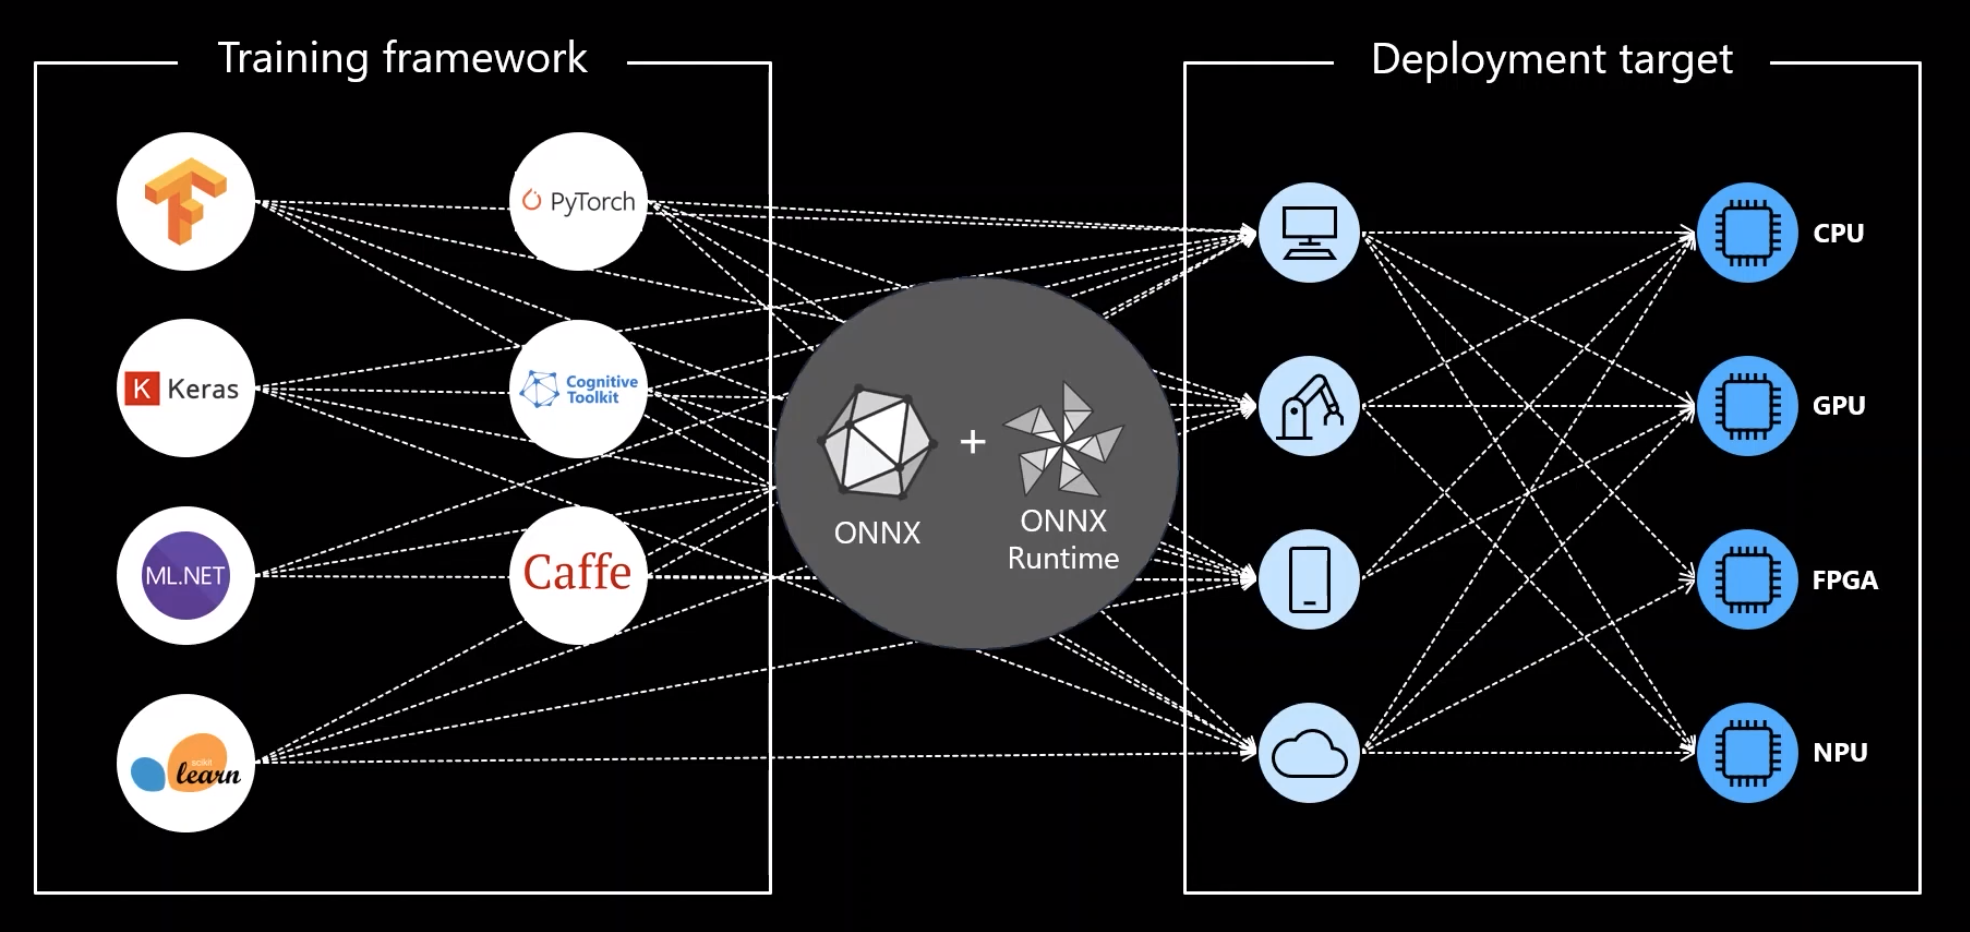 Training framework
Deployment target
PyTorch
CPU
K Keras
Cognitive
Toolkit
GPU
+
ONNX
ONNX
Runtime
ML.NET
Caffe
FPGA
scikit
learn
NPU